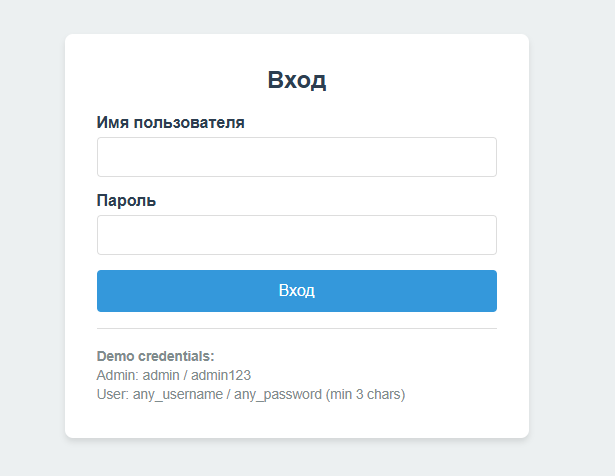 Вход
Имя пользователя
Пароль
Вход
Demo credentials:
Admin: admin / admin123
User: any_username / any_password (min 3 chars)